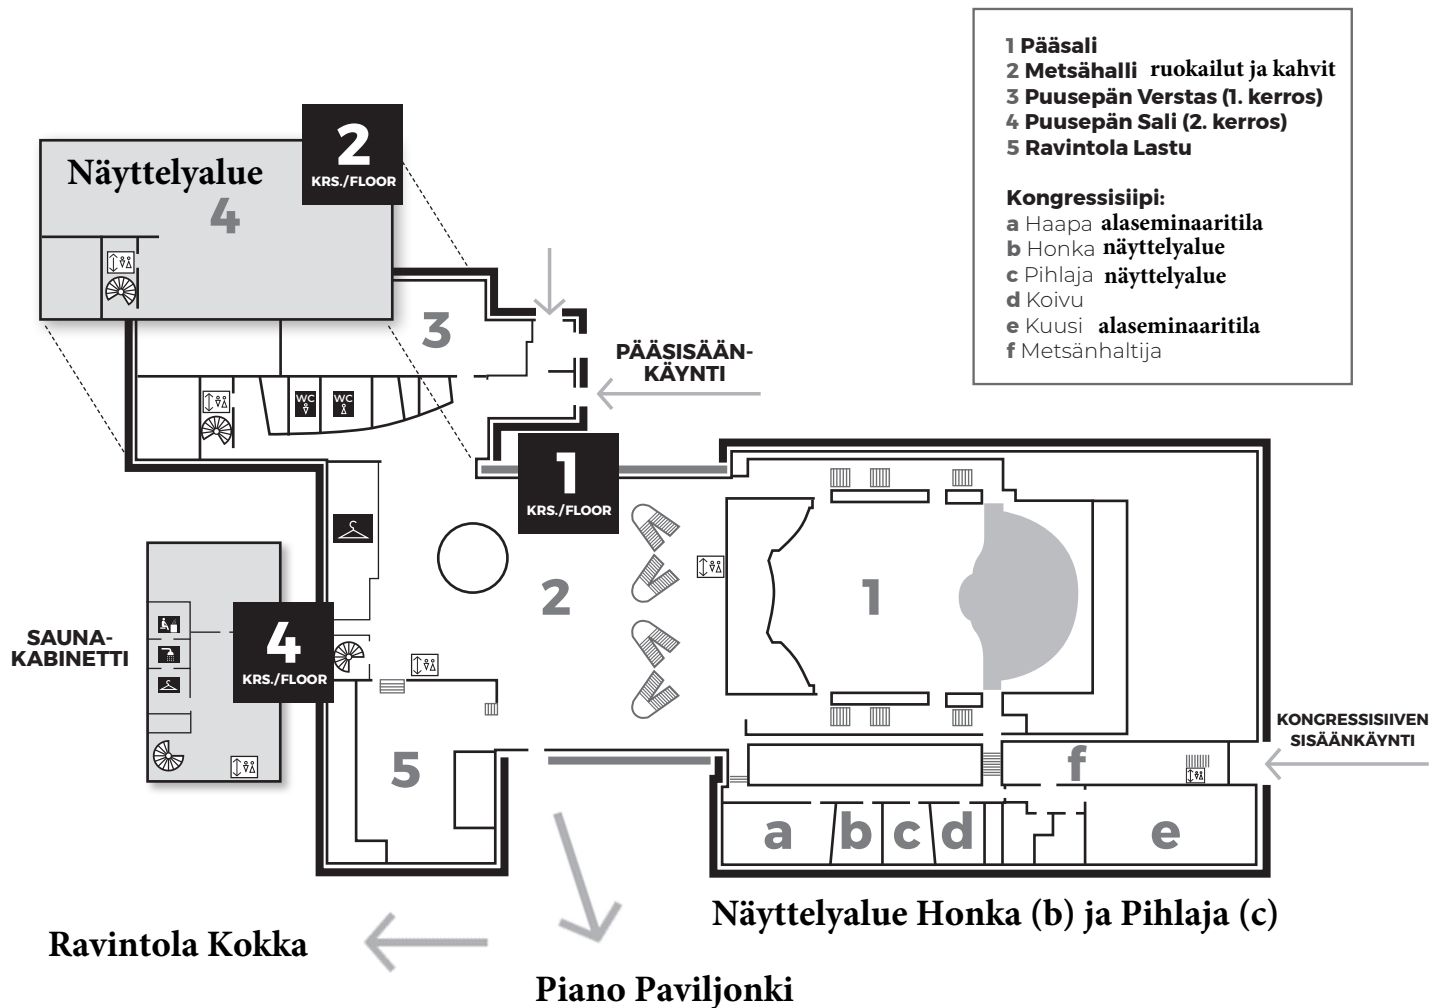 1 Pääsali
2 Metsähalli ruokailut ja kahvit
3 Puusepän Verstas (1. kerros)
4 Puusepän Sali (2. kerros)
5 Ravintola Lastu
Kongressisiipi:
a Haapa alaseminaaritila
b Honka näyttelyalue
c Pihlaja näyttelyalue
d Koivu
e Kuusi alaseminaaritila
f Metsänhaltija
2
KRS./FLOOR
Näyttelyalue
4
3
PÄÄSISÄÄN-
KÄYNTI
WC
WC
1
KRS./FLOOR
2
1
SAUNA-
KABINETTI
4
KRS./FLOOR
5
KONGRESSISIIVEN
SISÄÄNKÄYNTI
f
a b c d e
Näyttelyalue Honka (b) ja Pihlaja (c)
Ravintola Kokka
Piano Paviljonki